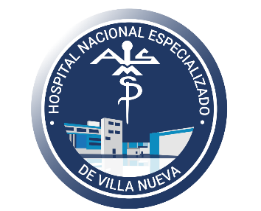 • HOSPITAL NACIONAL ESPECIALIZADO •
DE VILLA NUEVA